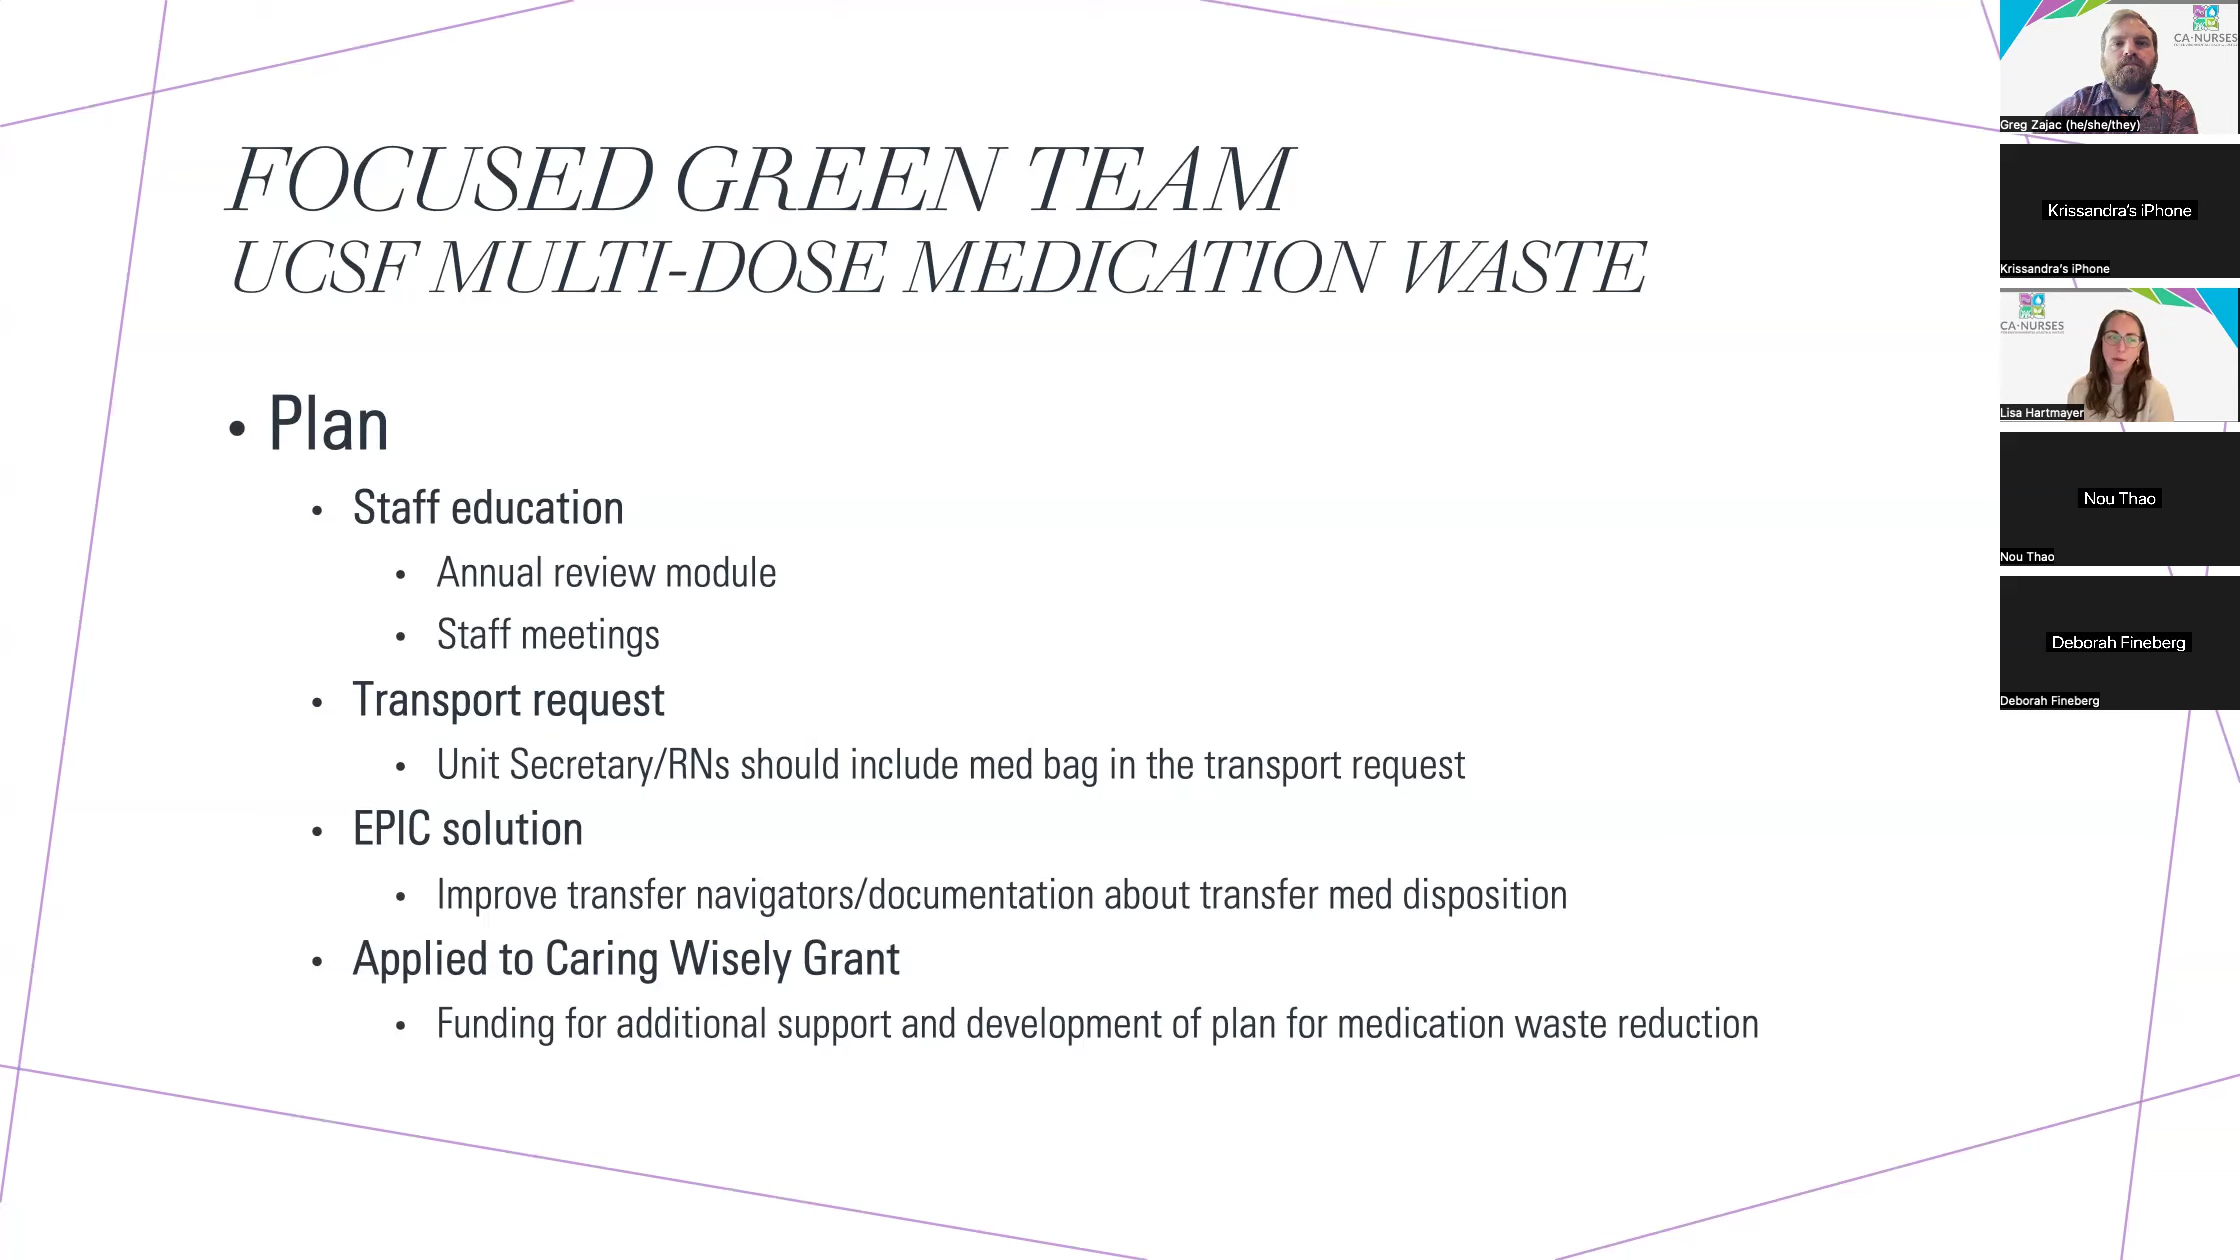 FOCUSED GREEN TEAM
UCSF MULTI-DOSE MEDICATION WASTE
• Plan
• Staff education
• Annual review module
• Staff meetings
• Transport request
• Unit Secretary/RNs should include med bag in the transport request
• EPIC solution
• Improve transfer navigators/documentation about transfer med disposition
• Applied to Caring Wisely Grant
• Funding for additional support and development of plan for medication waste reduction
CA·NURSES
Greg Zajac (he/she/they)
Krissandra's iPhone
Krissandra's iPhone
CA·NURSES
Lisa Hartmayer
Nou Thao
Nou Thao
Deborah Fineberg
Deborah Fineberg